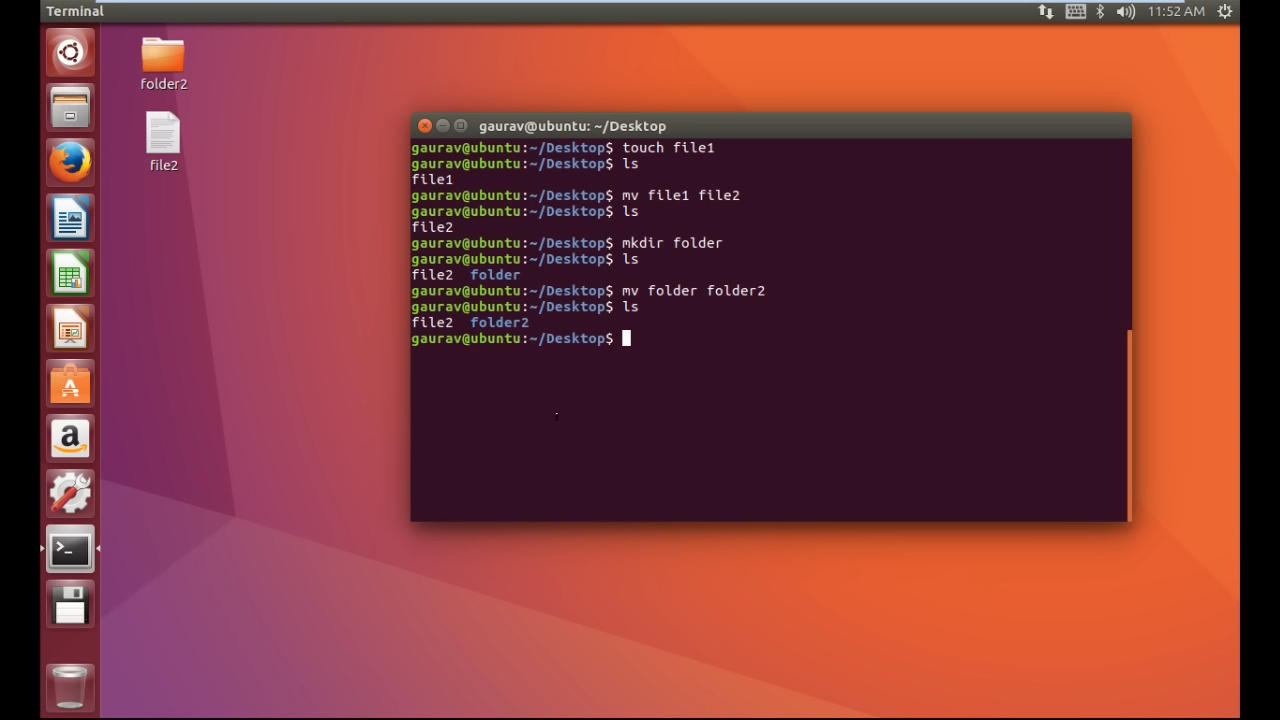 Terminal
11:52 AM
folder2
file2
gaurav@ubuntu: ~/Desktop
gaurav@ubuntu:~/Desktop$ touch file1
gaurav@ubuntu:~/Desktop$ ls
file1
gaurav@ubuntu:~/Desktop$ mv file1 file2
gaurav@ubuntu:~/Desktop$ ls
file2
gaurav@ubuntu:~/Desktop$ mkdir folder
gaurav@ubuntu:~/Desktop$ ls
file2  folder
gaurav@ubuntu:~/Desktop$ mv folder folder2
gaurav@ubuntu:~/Desktop$ ls
file2  folder2
gaurav@ubuntu:~/Desktop$